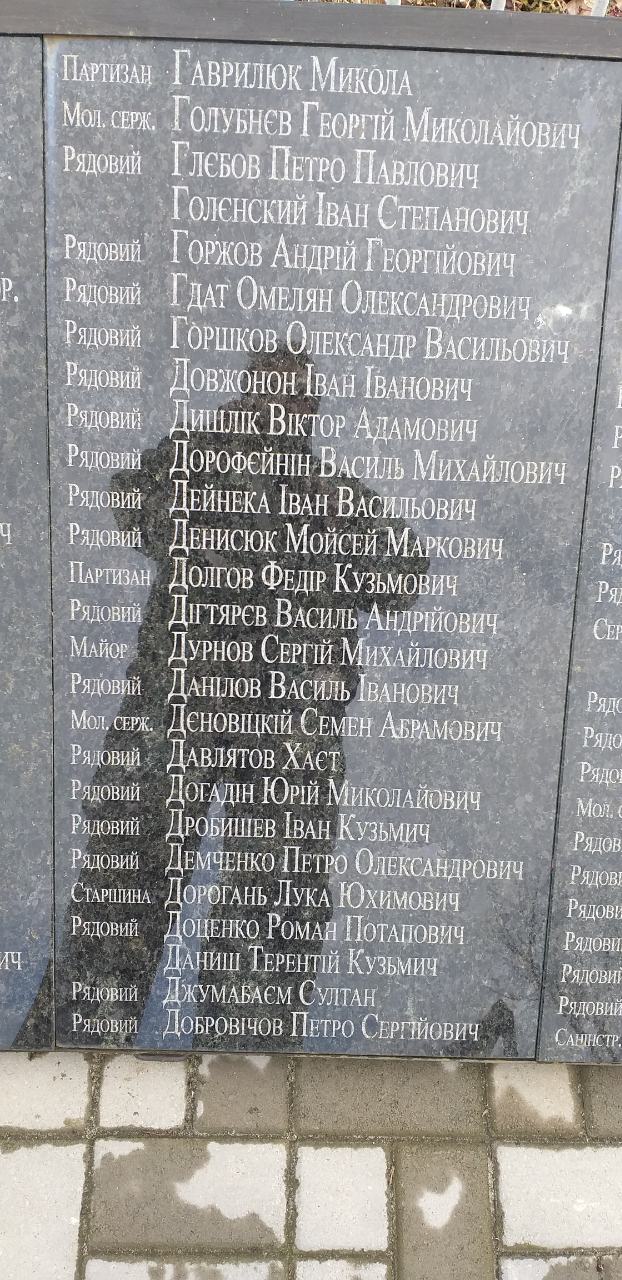 Партизан Гаврилюк Микола
Мол. серж. Голубнєв Георгій Миколайович
Рядовий Глєбов Петро Павлович
Голєнский Іван Степанович
Рядовий Горжов Андрій Георгійович
Рядовий Гдат Омелян Олександрович
Рядовий Горшков Олександр Васильович
Рядовий Довжонон Іван Іванович
Рядовий Дишлік Віктор Адамович
Рядовий Дорофєйнін Василь Михайлович
Рядовий Дейнека Іван Васильович
Рядовий Денисюк Мойсей Маркович
Партизан Долгов Федір Кузьмович
Рядовий Дігтярєв Василь Андрійович
Майор Дурнов Сергій Михайлович
Рядовий Данілов Василь Іванович
Мол. серж. Дєновіцкій Семен Абрамович
Рядовий Давлятов Хаєт
Рядовий Догадін Юрій Миколайович
Рядовий Дробишев Іван Кузьмич
Рядовий Демченко Петро Олександрович
Старшина Дорогань Лука Юхимович
Рядовий Доценко Роман Потапович
Даниш Терентій Кузьмич
Рядовий Джумабаєм Султан
Рядовий Добровічов Петро Сергійович